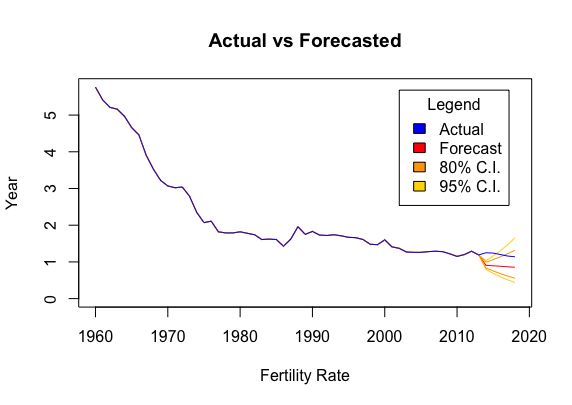 Actual vs Forecasted
Legend
Actual
Forecast
80% C.I.
95% C.I.
Year
5
4
3
2
1
0
1960 1970 1980 1990 2000 2010 2020
Fertility Rate